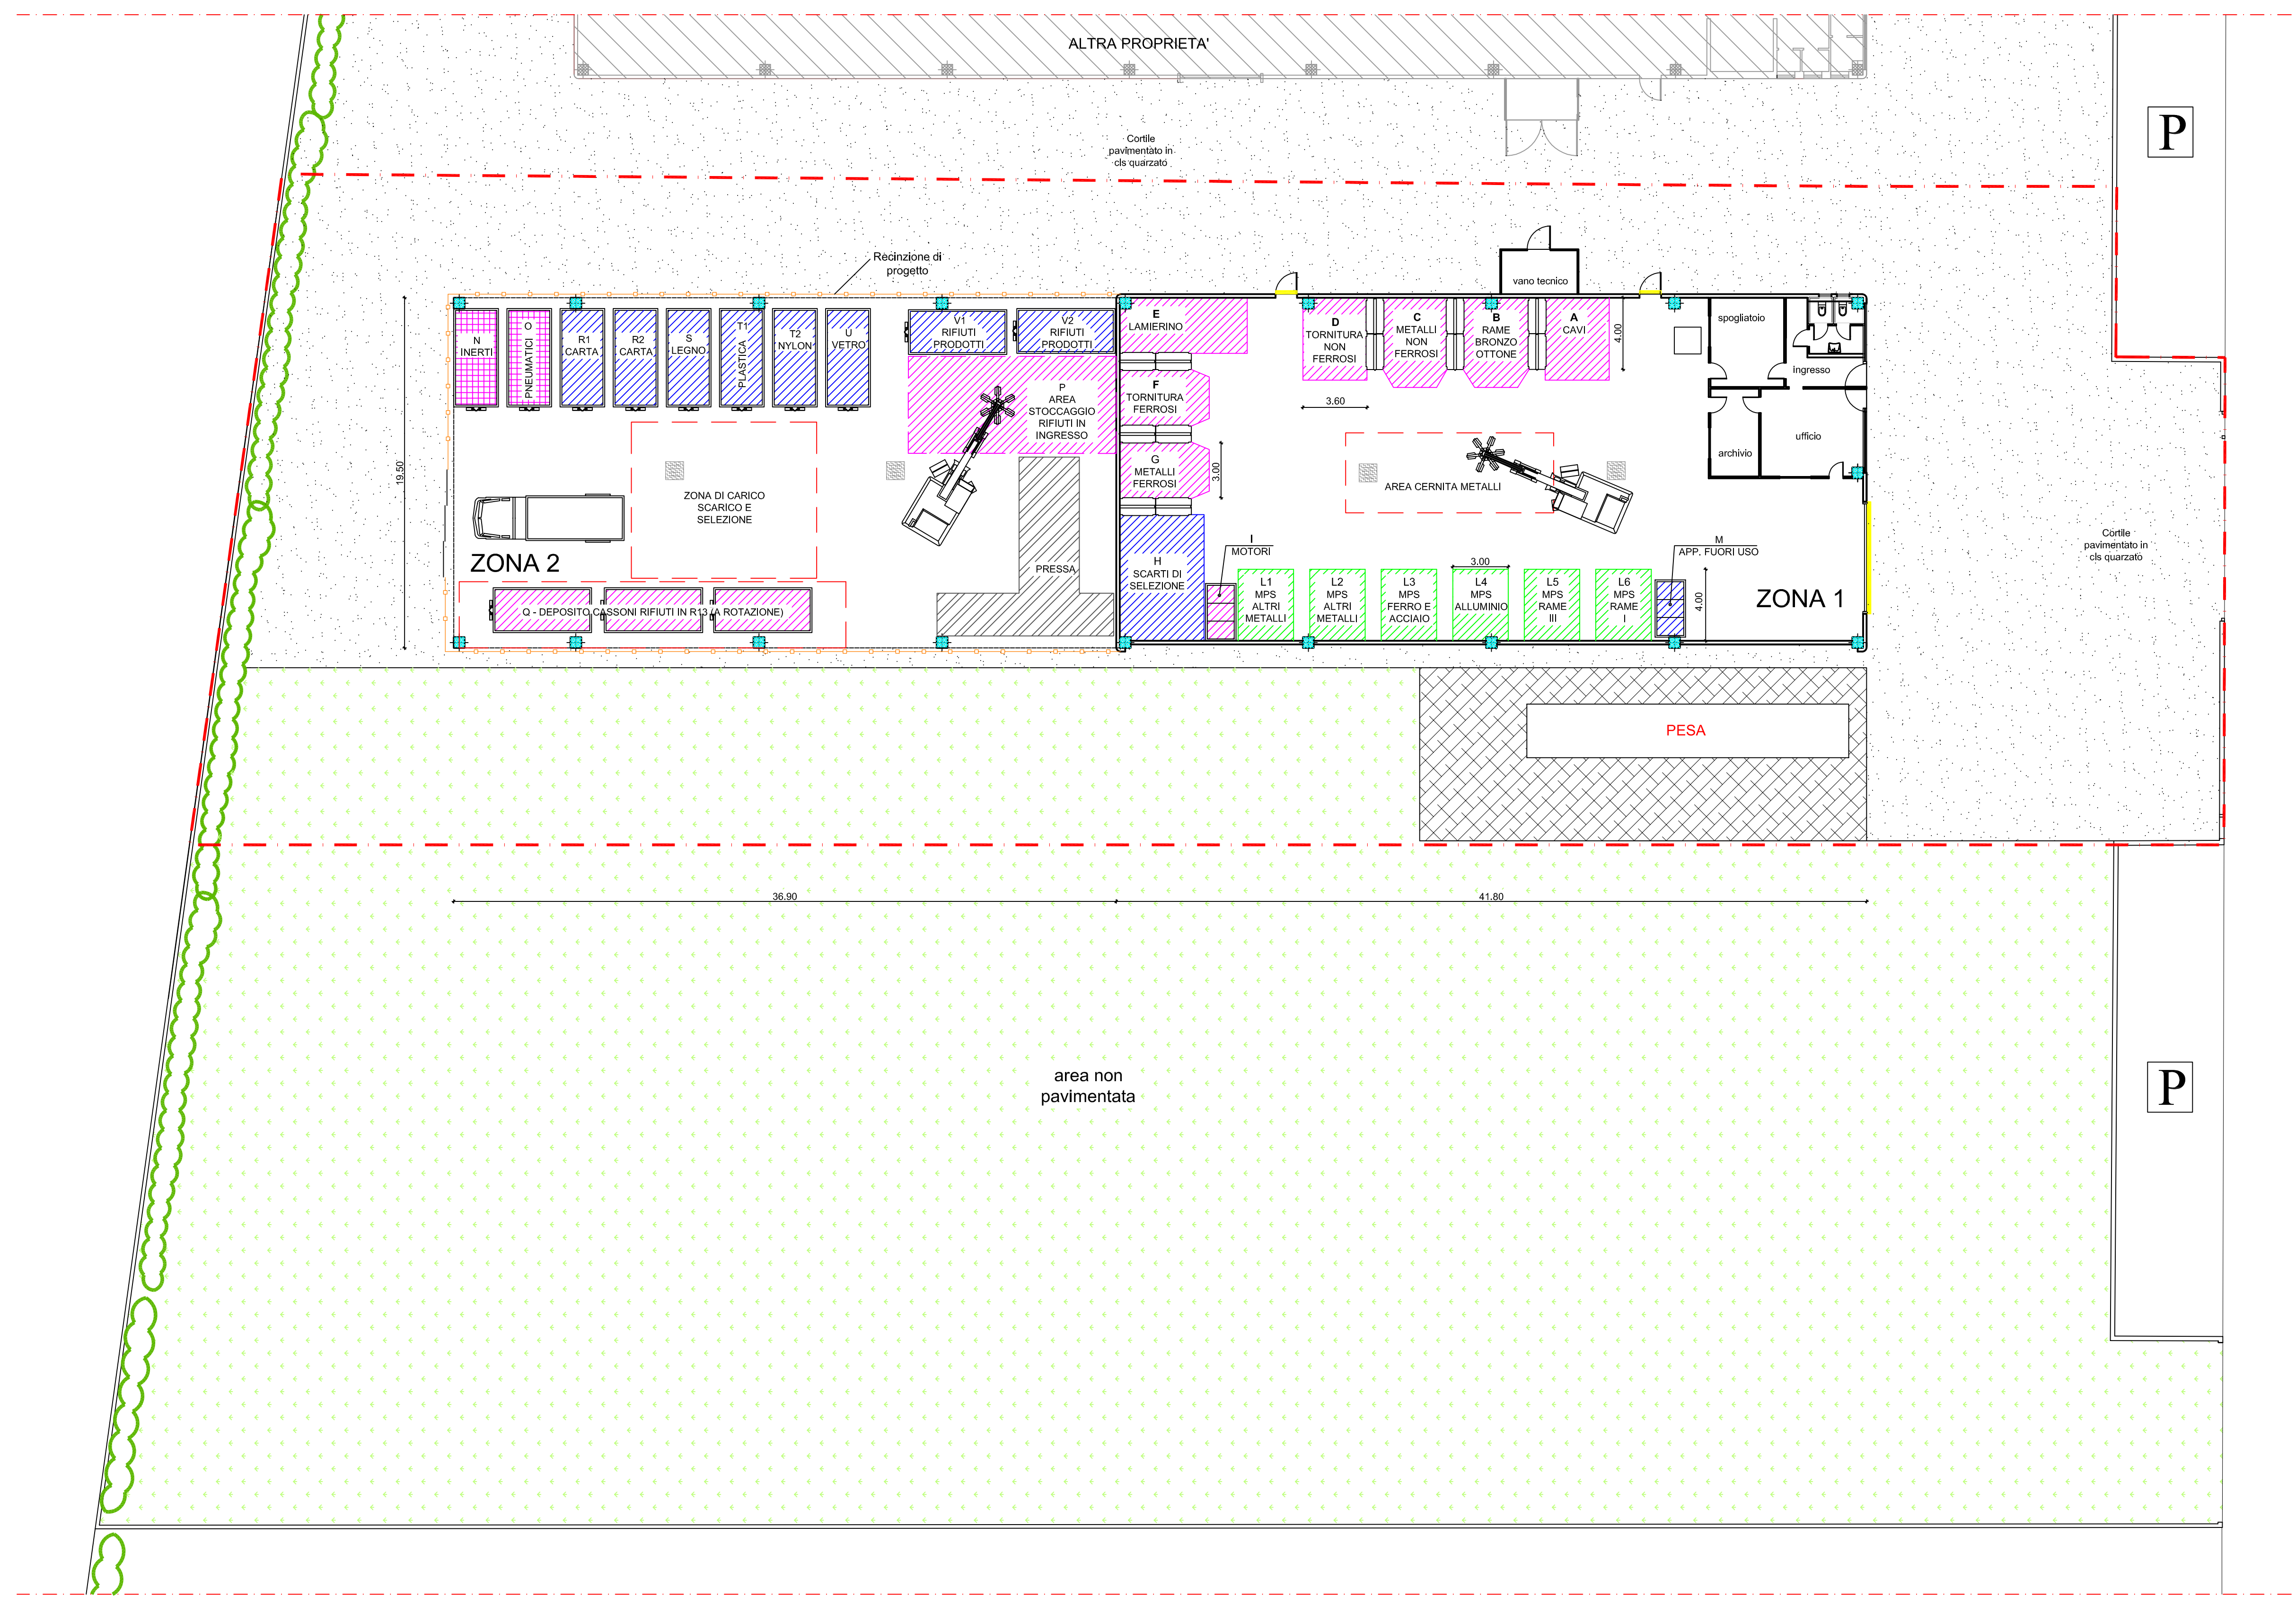 ALTRA PROPRIETA'
P
Cortile
pavimentato in
cls quarzato
Recinzione di
progetto
vano tecnico
N
INERTI
PNEUMATICI O
R1
CARTA
R2
CARTA
S
LEGNO
PLASTICA T1
T2
NYLON
U
VETRO
V1
RIFIUTI
PRODOTTI
V2
RIFIUTI
PRODOTTI
E
LAMIERINO
D
TORNITURA
NON
FERROSI
C
METALLI
NON
FERROSI
B
RAME
BRONZO
OTTONE
A
CAVI
4.00
spogliatoio
ingresso
P
AREA
STOCCAGGIO
RIFIUTI IN
INGRESSO
F
TORNITURA
FERROSI
3.60
ufficio
archivio
19.50
G
METALLI
FERROSI
3.00
AREA CERNITA METALLI
ZONA DI CARICO
SCARICO E
SELEZIONE
ZONA 2
PRESSA
H
SCARTI DI
SELEZIONE
I
MOTORI
M
APP. FUORI USO
Cortile
pavimentato in
cls quarzato
3.00
L1
MPS
ALTRI
METALLI
L2
MPS
ALTRI
METALLI
L3
MPS
FERRO E
ACCIAIO
L4
MPS
ALLUMINIO
L5
MPS
RAME
III
L6
MPS
RAME
I
4.00
ZONA 1
Q - DEPOSITO CASSONI RIFIUTI IN R13 (A ROTAZIONE)
PESA
36.90
41.80
area non
pavimentata
P